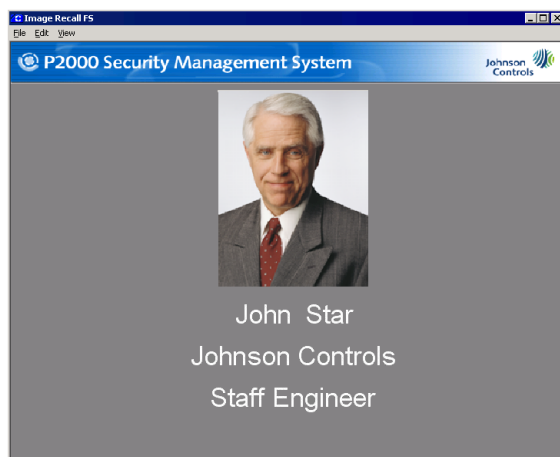 Image Recall FS
File Edit View
P2000 Security Management System
Johnson Controls
John Star
Johnson Controls
Staff Engineer